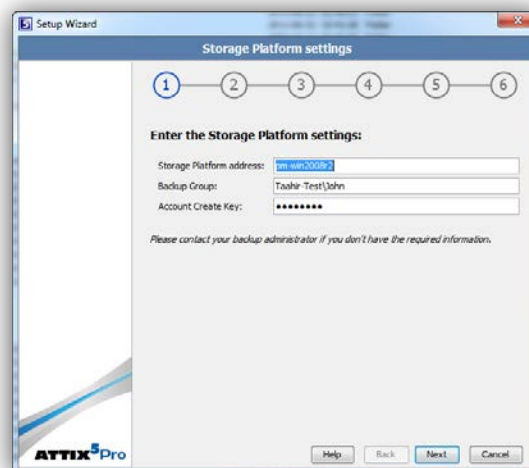 Setup Wizard
Storage Platform settings
1 2 3 4 5 6
Enter the Storage Platform settings:
Storage Platform address: pm-win2008r2
Backup Group: Taahir-Test\John
Account Create Key: ••••••••
Please contact your backup administrator if you don't have the required information.
ATTIX5Pro
Help Back Next Cancel